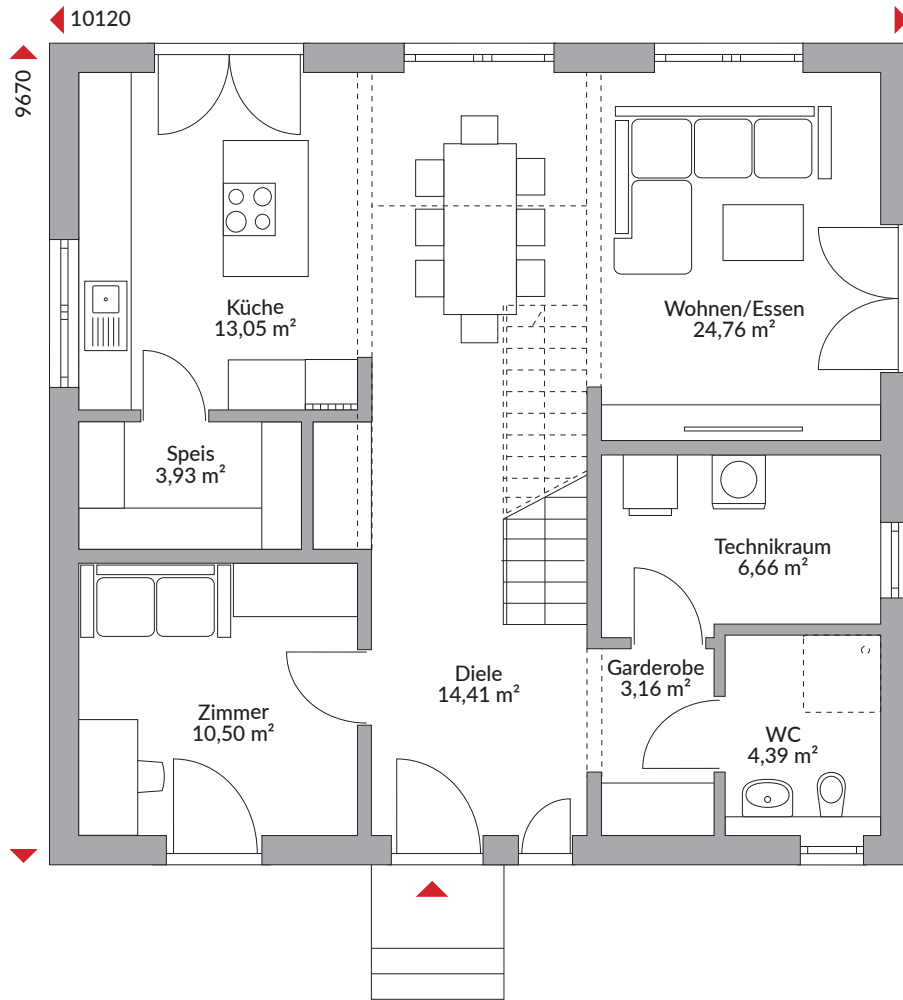 10120
9670
Küche
13,05 m²
Wohnen/Essen
24,76 m²
Speis
3,93 m²
Technikraum
6,66 m²
Diele
14,41 m²
Garderobe
3,16 m²
Zimmer
10,50 m²
WC
4,39 m²